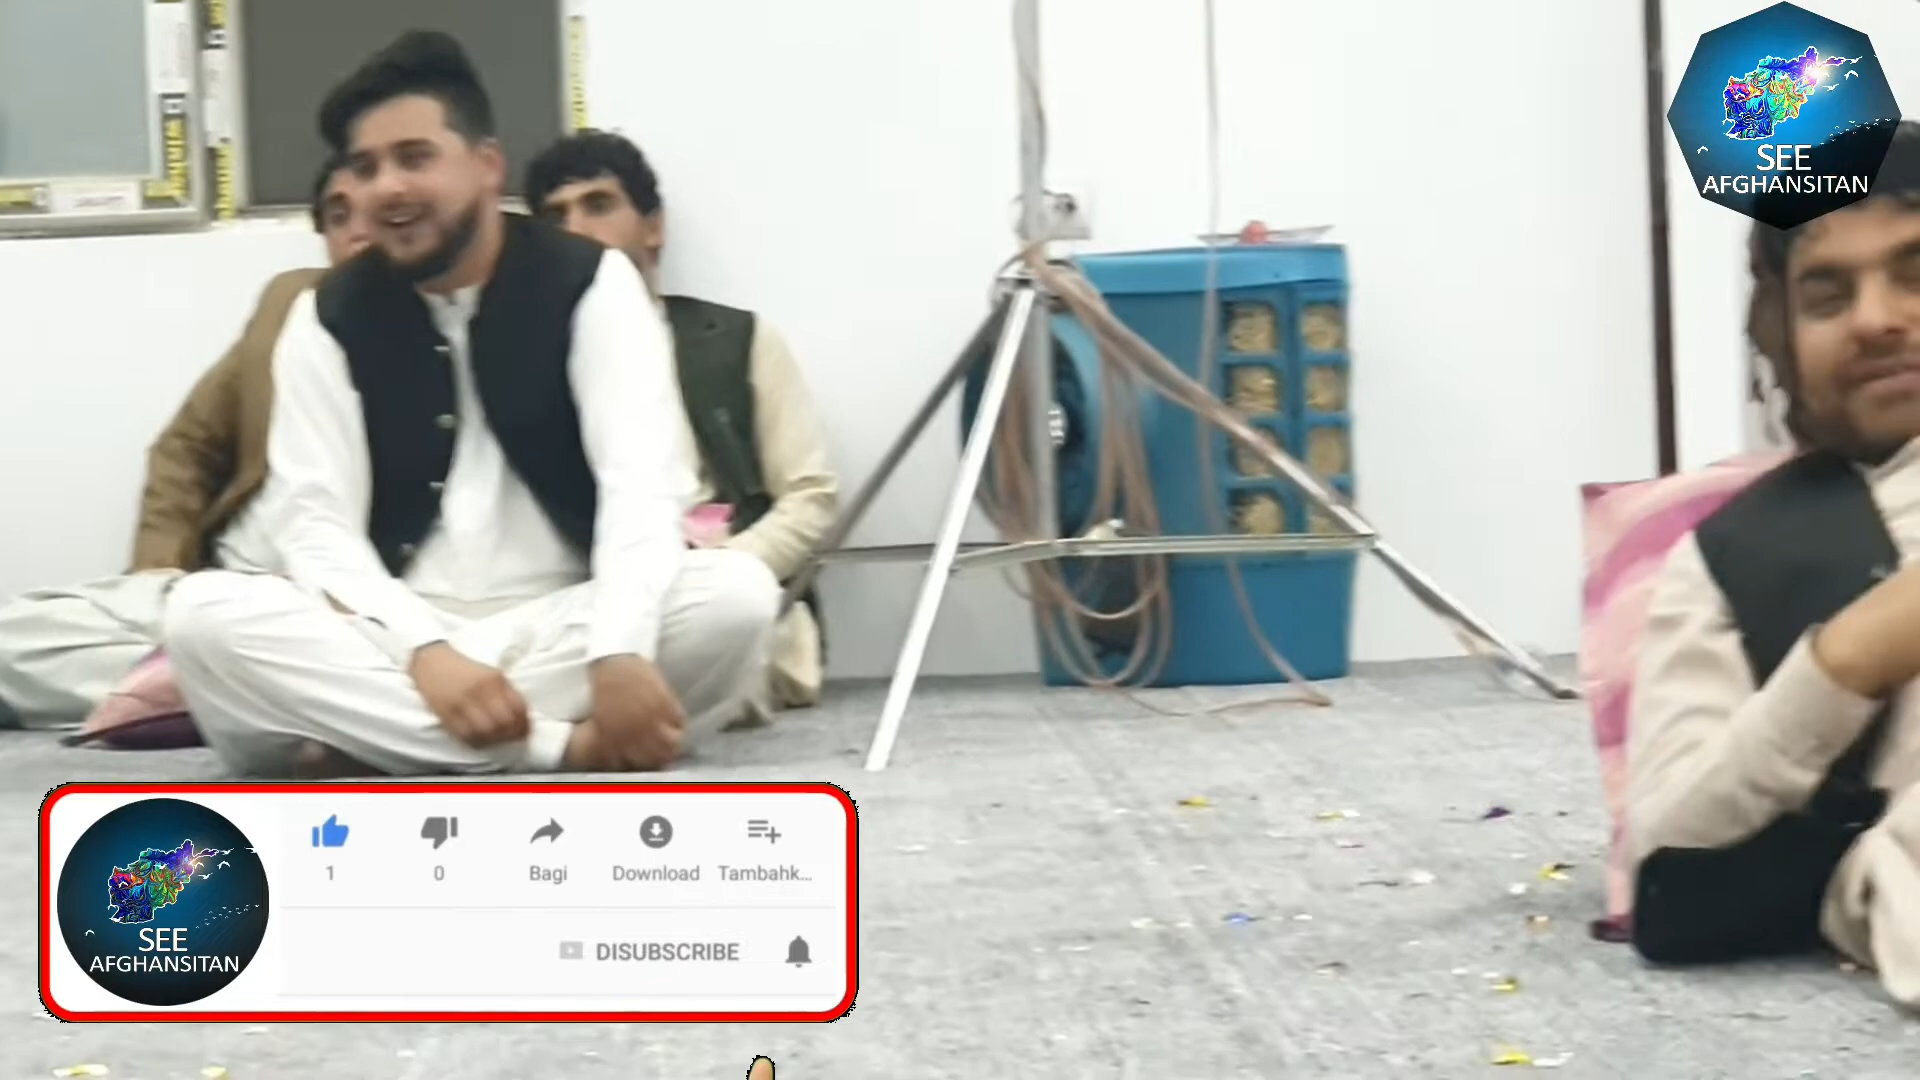 SEE
AFGHANSITAN
1
0
Bagi
Download
Tambahk...
SEE
AFGHANSITAN
DISUBSCRIBE